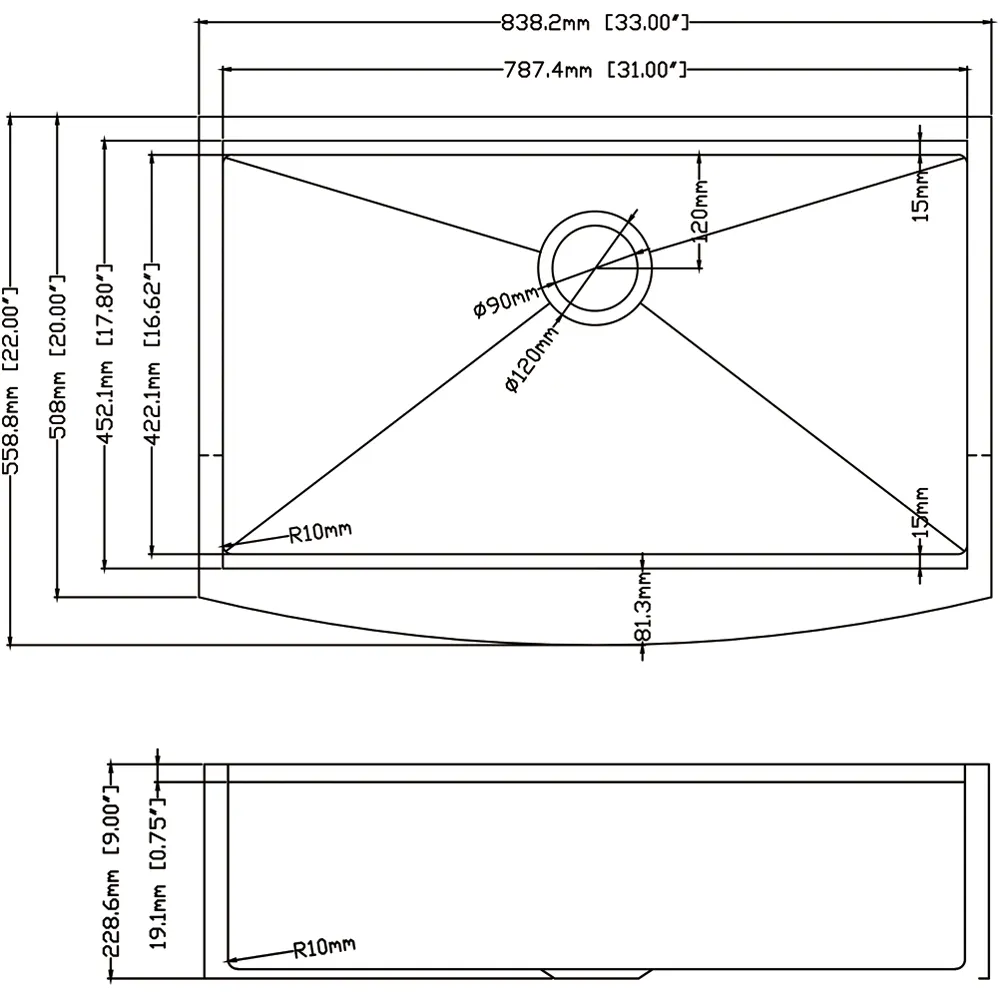 838.2mm [33.00"]
787.4mm [31.00"]
15mm
120mm
ø90mm
ø120mm
558.8mm [22.00"]
508mm [20.00"]
452.1mm [17.80"]
422.1mm [16.62"]
R10mm
15mm
81.3mm
228.6mm [9.00"]
19.1mm [0.75"]
R10mm